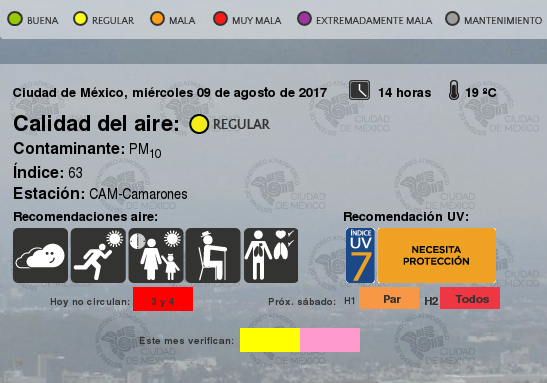 BUENA REGULAR MALA MUY MALA EXTREMADAMENTE MALA MANTENIMIENTO
Ciudad de México, miércoles 09 de agosto de 2017 14 horas 19 ºC
Calidad del aire: REGULAR
Contaminante: PM10
Índice: 63
Estación: CAM-Camarones
Recomendaciones aire: Recomendación UV:
ÍNDICE UV 7 NECESITA PROTECCIÓN
Hoy no circulan: 3 y 4 Próx. sábado: H1 Par H2 Todos
Este mes verifican:
CIUDAD DE MÉXICO